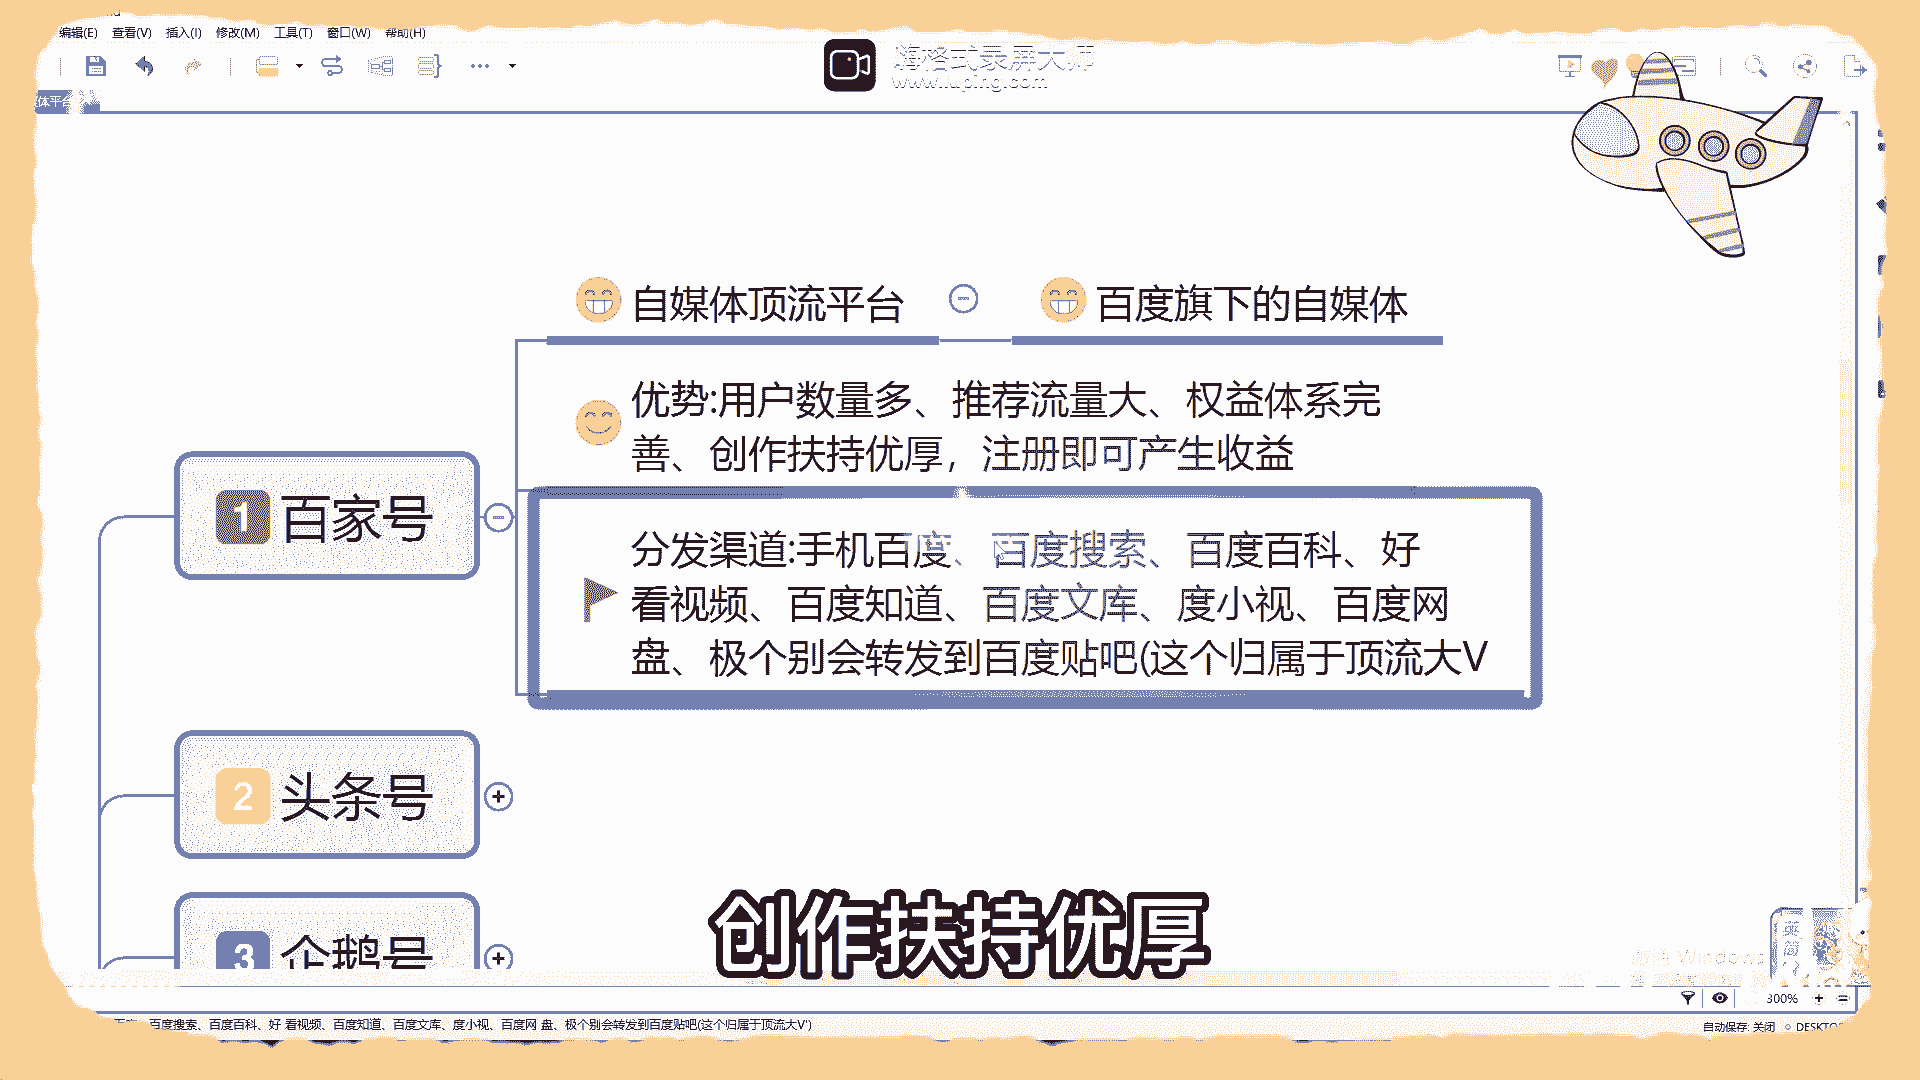 编辑(E) 查看(V) 插入(I) 修改(M) 工具(T) 窗口(W) 帮助(H)
嗨格式录屏大师
www.luping.com
体平台
自媒体顶流平台
百度旗下的自媒体
优势:用户数量多、推荐流量大、权益体系完
善、创作扶持优厚，注册即可产生收益
1 百家号
分发渠道:手机百度、百度搜索、百度百科、好
看视频、百度知道、百度文库、度小视、百度网
盘、极个别会转发到百度贴吧(这个归属于顶流大V
2 头条号
3 企鹅号
创作扶持优厚
Windows
300%
百度搜索、百度百科、好 看视频、百度知道、百度文库、度小视、百度网 盘、极个别会转发到百度贴吧(这个归属于顶流大V')
自动保存: 关闭